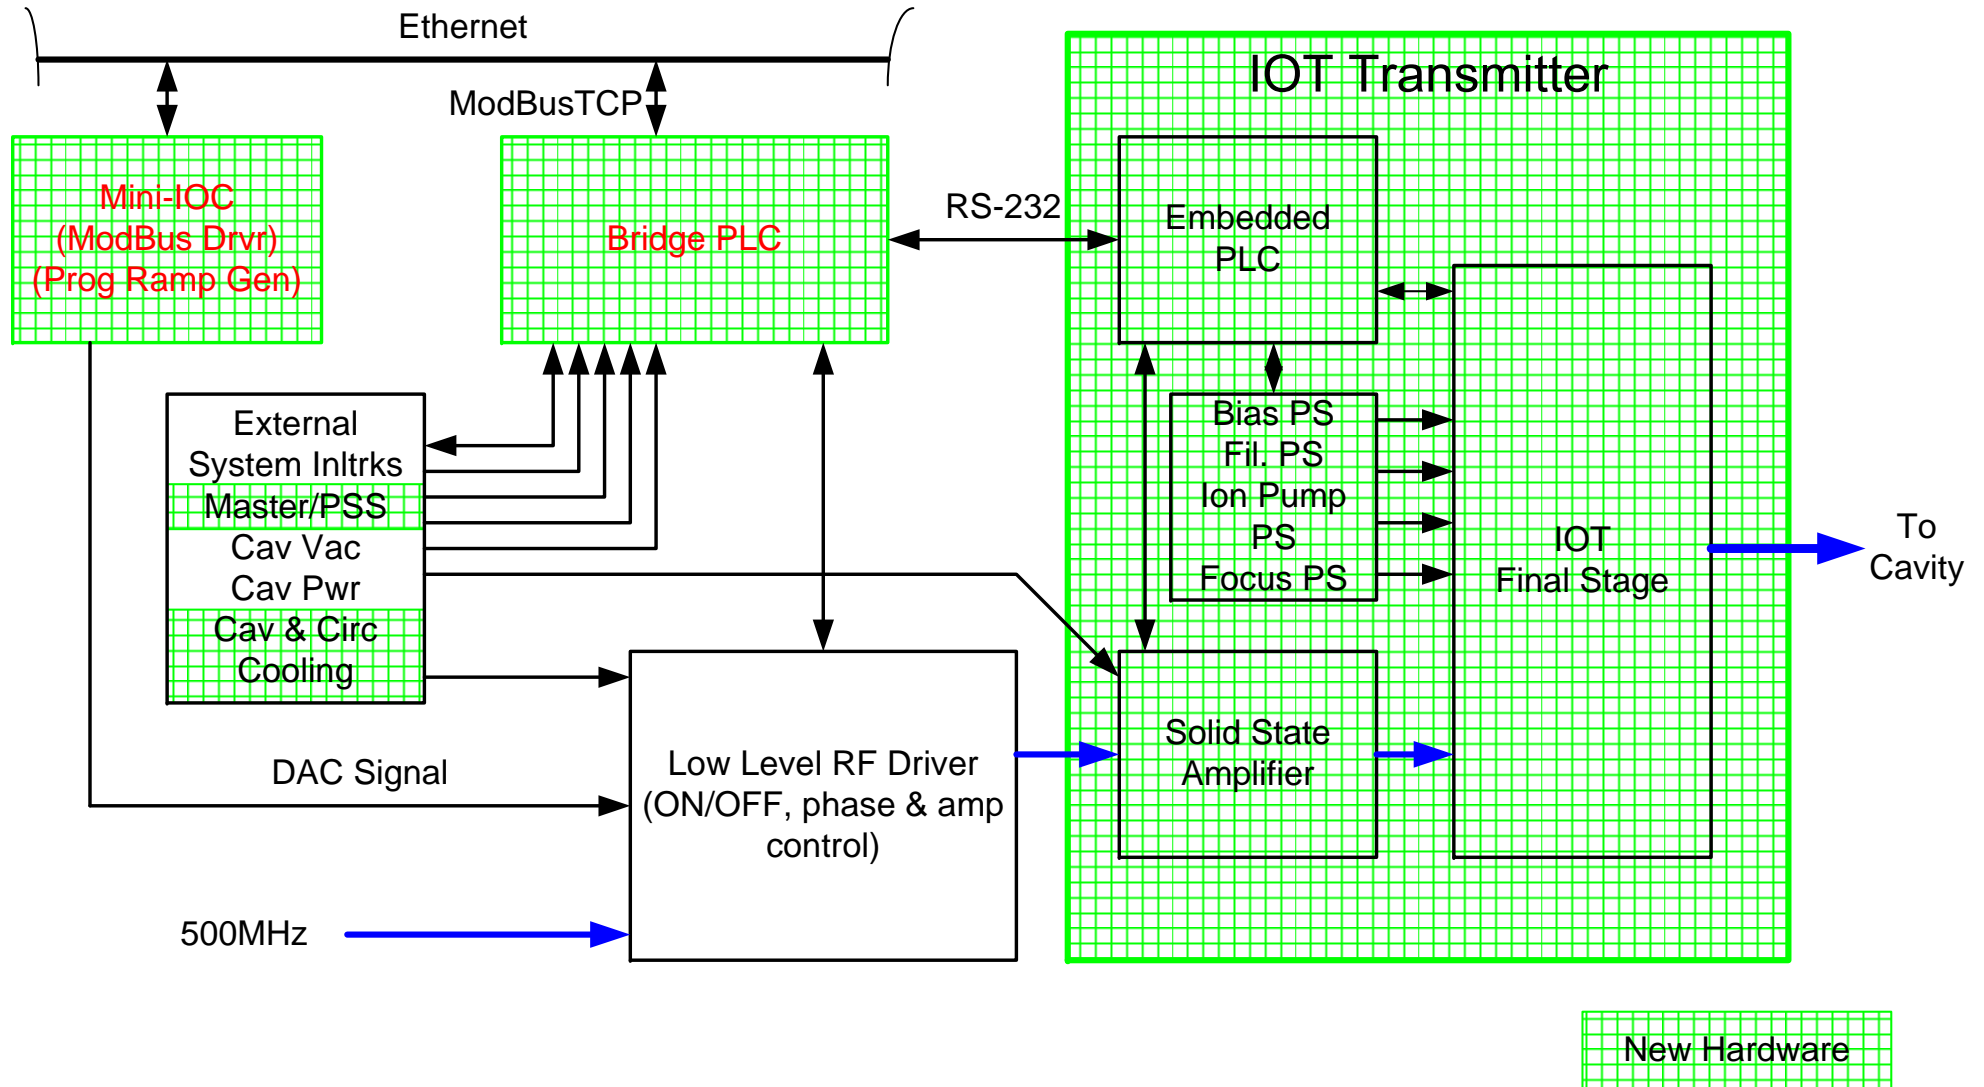 Ethernet
ModBusTCP
IOT Transmitter
Mini-IOC
(ModBus Drvr)
(Prog Ramp Gen)
Bridge PLC
RS-232
Embedded
PLC
External
System Inltrks
Master/PSS
Cav Vac
Cav Pwr
Cav & Circ
Cooling
Bias PS
Fil. PS
Ion Pump
PS
Focus PS
IOT
Final Stage
To
Cavity
DAC Signal
Low Level RF Driver
(ON/OFF, phase & amp
control)
Solid State
Amplifier
500MHz
New Hardware